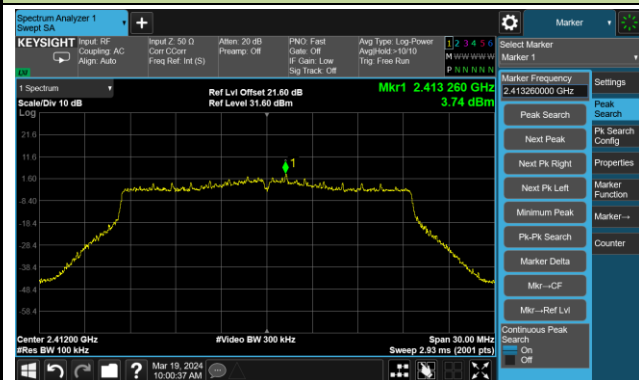 Spectrum Analyzer 1
Swept SA
+
Marker
KEYSIGHT
Input: RF
Coupling: AC
Align: Auto
Input Z: 50 Ω
Corr CCorr
Freq Ref: Int (S)
Atten: 20 dB
Preamp: Off
PNO: Fast
Gate: Off
IF Gain: Low
Sig Track: Off
Avg Type: Log-Power
Avg|Hold:>10/10
Trig: Free Run
1 2 3 4 5 6
M W W W W W
P N N N N N
LVI
Select Marker
Marker 1
1 Spectrum
Scale/Div 10 dB
Log
Ref Lvl Offset 21.60 dB
Ref Level 31.60 dBm
Mkr1 2.413 260 GHz
3.74 dBm
21.6
11.6
1.60
-8.40
-18.4
-28.4
-38.4
-48.4
-58.4
1
Center 2.41200 GHz
#Res BW 100 kHz
#Video BW 300 kHz
Span 30.00 MHz
Sweep 2.93 ms (2001 pts)
Marker Frequency
2.413260000 GHz
Peak Search
Next Peak
Next Pk Right
Next Pk Left
Minimum Peak
Pk-Pk Search
Marker Delta
Mkr→CF
Mkr→Ref Lvl
Continuous Peak
Search
On
Off
Settings
Peak
Search
Pk Search
Config
Properties
Marker
Function
Marker→
Counter
?
Mar 19, 2024
10:00:37 AM